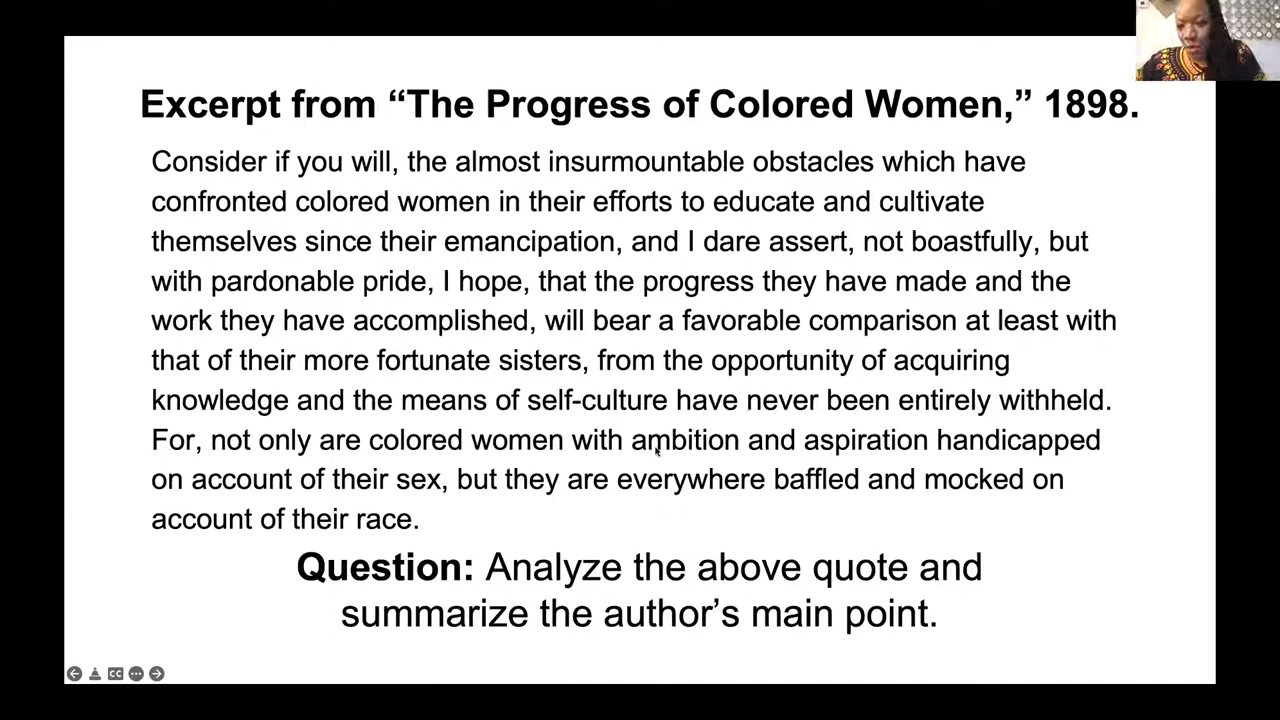 Excerpt from “The Progress of Colored Women,” 1898.
Consider if you will, the almost insurmountable obstacles which have
confronted colored women in their efforts to educate and cultivate
themselves since their emancipation, and I dare assert, not boastfully, but
with pardonable pride, I hope, that the progress they have made and the
work they have accomplished, will bear a favorable comparison at least with
that of their more fortunate sisters, from the opportunity of acquiring
knowledge and the means of self-culture have never been entirely withheld.
For, not only are colored women with ambition and aspiration handicapped
on account of their sex, but they are everywhere baffled and mocked on
account of their race.
Question: Analyze the above quote and
summarize the author’s main point.
CC